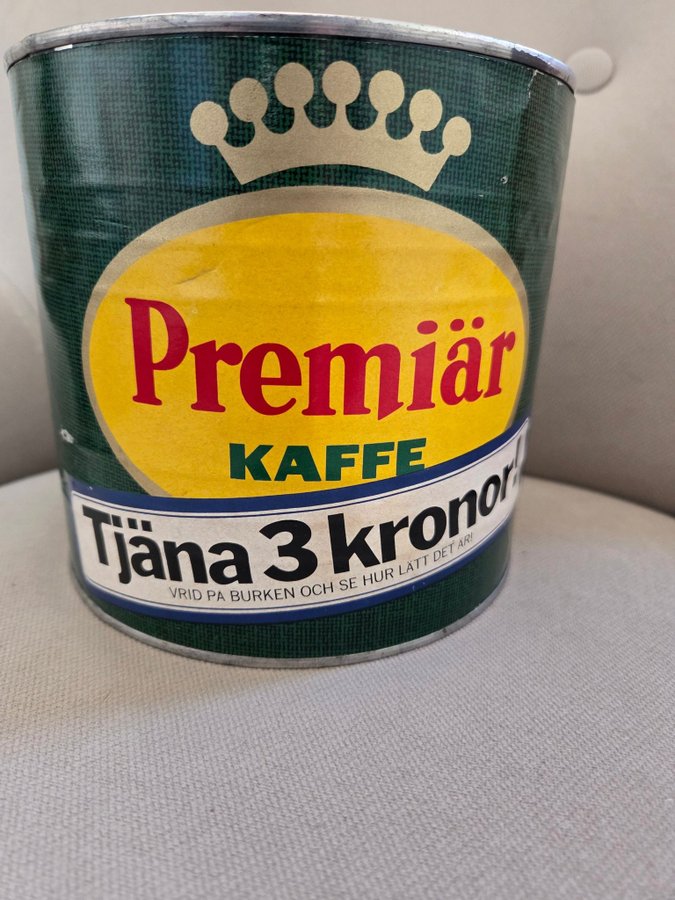 Premiär
KAFFE
Tjäna 3 kronor
VRID PÅ BURKEN OCH SE HUR LÄTT DET ÄR!